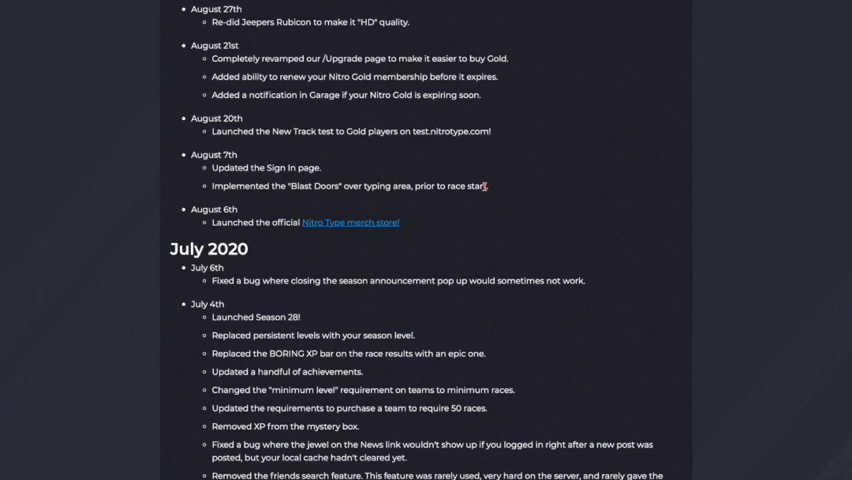 August 27th
Re-did Jeepers Rubicon to make it "HD" quality.
August 21st
Completely revamped our /Upgrade page to make it easier to buy Gold.
Added ability to renew your Nitro Gold membership before it expires.
Added a notification in Garage if your Nitro Gold is expiring soon.
August 20th
Launched the New Track test to Gold players on test.nitrotype.com!
August 7th
Updated the Sign In page.
Implemented the "Blast Doors" over typing area, prior to race start.
August 6th
Launched the official Nitro Type merch store!
July 2020
July 6th
Fixed a bug where closing the season announcement pop up would sometimes not work.
July 4th
Launched Season 28!
Replaced persistent levels with your season level.
Replaced the BORING XP bar on the race results with an epic one.
Updated a handful of achievements.
Changed the "minimum level" requirement on teams to minimum races.
Updated the requirements to purchase a team to require 50 races.
Removed XP from the mystery box.
Fixed a bug where the jewel on the News link wouldn't show up if you logged in right after a new post was
posted, but your local cache hadn't cleared yet.
Removed the friends search feature. This feature was rarely used, very hard on the server, and rarely gave the